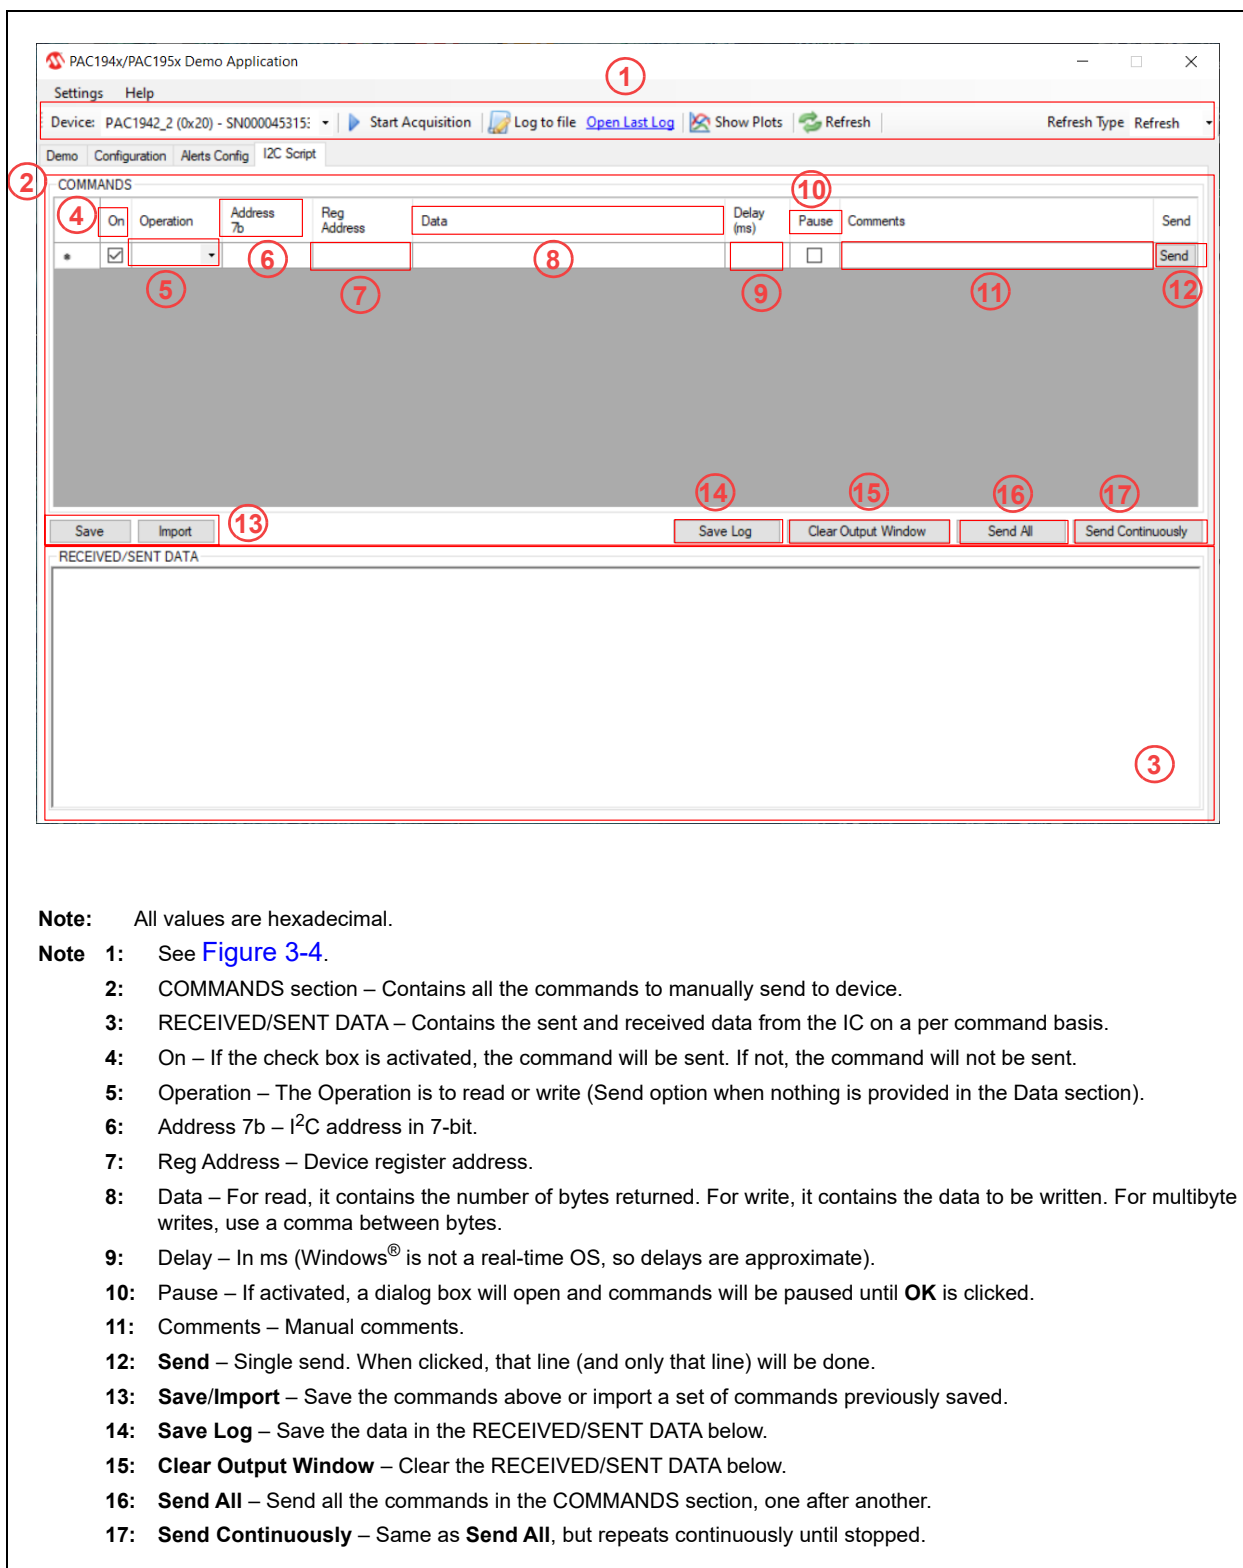 PAC194x/PAC195x Demo Application
1
Settings Help
Device: PAC1942_2 (0x20) - SN000045315 Start Acquisition Log to file Open Last Log Show Plots Refresh Refresh Type Refresh
Demo Configuration Alerts Config I2C Script
2
COMMANDS
10
4 On Operation Address 7b Reg Address Data Delay (ms) Pause Comments Send
* Send
5 6 7 8 9 11 12
14 15 16 17
Save Import 13 Save Log Clear Output Window Send All Send Continuously
RECEIVED/SENT DATA
3
Note: All values are hexadecimal.
Note 1: See Figure 3-4.
2: COMMANDS section – Contains all the commands to manually send to device.
3: RECEIVED/SENT DATA – Contains the sent and received data from the IC on a per command basis.
4: On – If the check box is activated, the command will be sent. If not, the command will not be sent.
5: Operation – The Operation is to read or write (Send option when nothing is provided in the Data section).
6: Address 7b – I²C address in 7-bit.
7: Reg Address – Device register address.
8: Data – For read, it contains the number of bytes returned. For write, it contains the data to be written. For multibyte
writes, use a comma between bytes.
9: Delay – In ms (Windows® is not a real-time OS, so delays are approximate).
10: Pause – If activated, a dialog box will open and commands will be paused until OK is clicked.
11: Comments – Manual comments.
12: Send – Single send. When clicked, that line (and only that line) will be done.
13: Save/Import – Save the commands above or import a set of commands previously saved.
14: Save Log – Save the data in the RECEIVED/SENT DATA below.
15: Clear Output Window – Clear the RECEIVED/SENT DATA below.
16: Send All – Send all the commands in the COMMANDS section, one after another.
17: Send Continuously – Same as Send All, but repeats continuously until stopped.